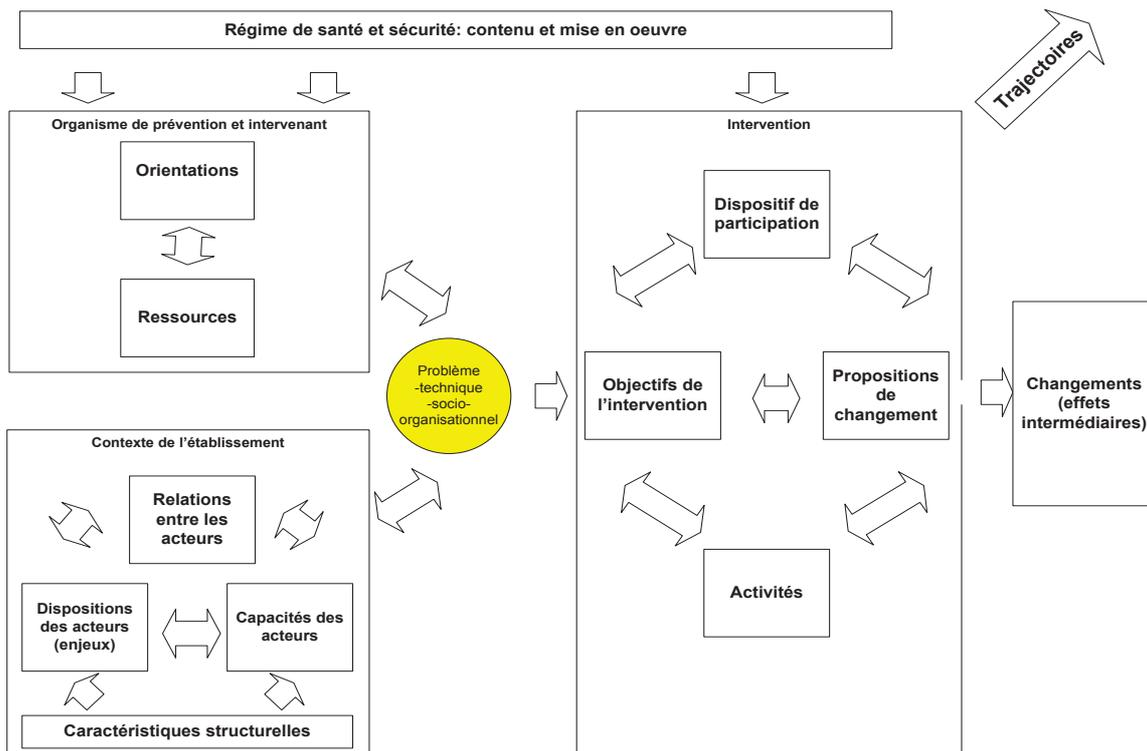 Régime de santé et sécurité: contenu et mise en oeuvre
Trajectoires
Organisme de prévention et intervenant
Orientations
Ressources
Contexte de l'établissement
Relations
entre les
acteurs
Dispositions
des acteurs
(enjeux)
Capacités des
acteurs
Caractéristiques structurelles
Problème
-technique
-socio-
organisationnel
Intervention
Dispositif de
participation
Objectifs de
l'intervention
Propositions
de
changement
Activités
Changements
(effets
intermédiaires)